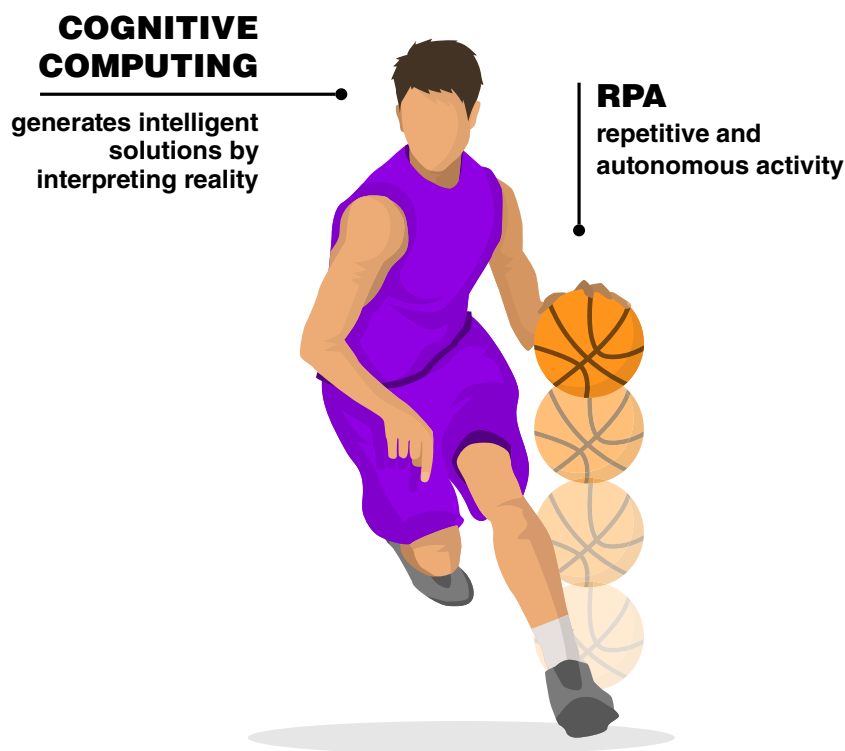 COGNITIVE
COMPUTING
generates intelligent
solutions by
interpreting reality
RPA
repetitive and
autonomous activity